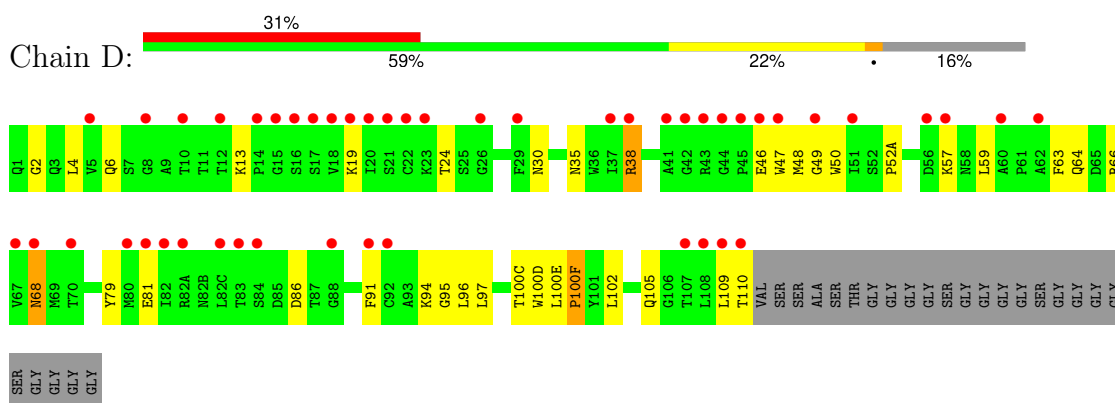 31%
Chain D:
59% 22% • 16%
Q1 G2 Q3 L4 V5 Q6 S7 G8 A9 T10 T11 T12 K13 P14 G15 S16 S17 V18 K19 I20 S21 C22 K23 T24 S25 G26 F29 N30 N35 W36 I37 R38 A41 G42 R43 S44 P45 E46 W47 M48 G49 W50 I51 S52 P52A D56 K57 N58 L59 A60 P61 A62 F63 Q64 D65 R66
V67 N68 M69 T70 Y79 M80 E81 I82 R82A N82B L82C T83 S84 D85 D86 T87 G88 F91 C92 A93 K94 G95 L96 L97 T100C W100D L100E P100F Y101 L102 Q105 G106 T107 L108 L109 T110 VAL SER SER ALA SER THR GLY GLY GLY GLY SER GLY GLY GLY GLY SER GLY GLY GLY GLY
SER GLY GLY GLY GLY